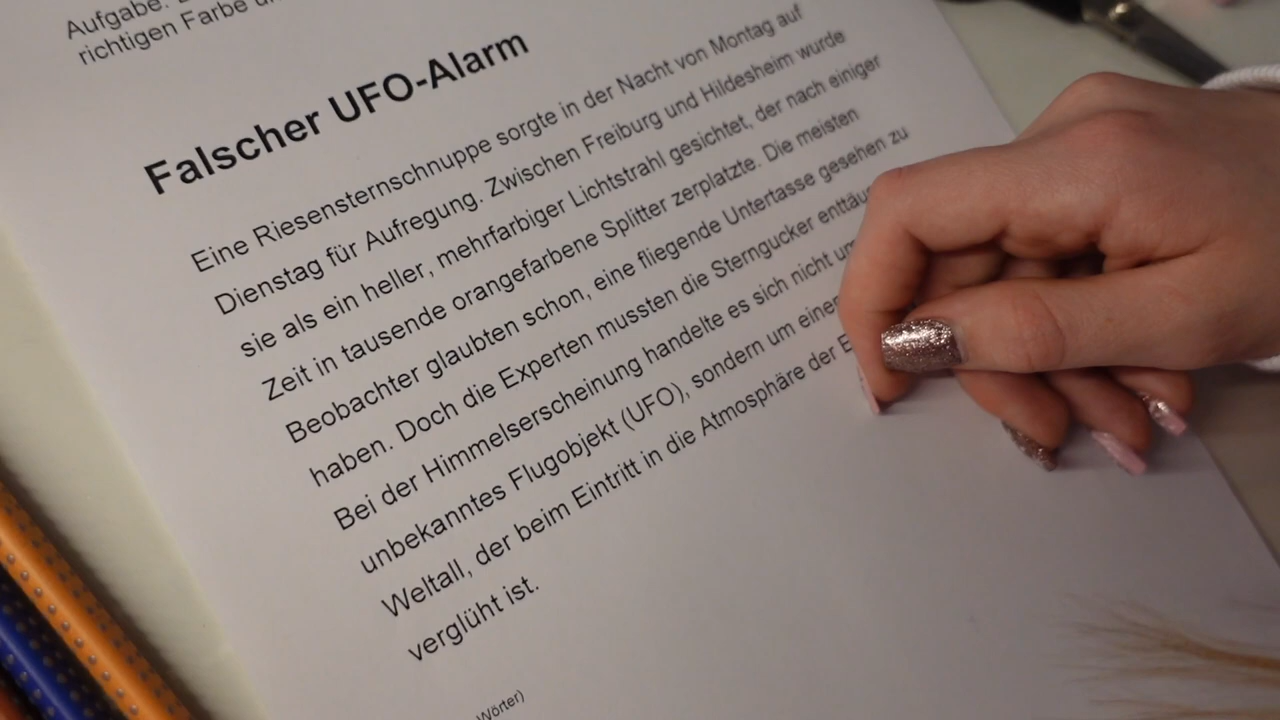 Aufgabe:
richtigen Farbe
Falscher UFO-Alarm
Eine Riesensternschnuppe sorgte in der Nacht von Montag auf
Dienstag für Aufregung. Zwischen Freiburg und Hildesheim wurde
sie als ein heller, mehrfarbiger Lichtstrahl gesichtet, der nach einiger
Zeit in tausende orangefarbene Splitter zerplatzte. Die meisten
Beobachter glaubten schon, eine fliegende Untertasse gesehen zu
haben. Doch die Experten mussten die Sterngucker
Bei der Himmelserscheinung handelte es sich nicht
unbekanntes Flugobjekt (UFO), sondern um
Weltall, der beim Eintritt in die Atmosphäre der
verglüht ist.
Wörter)